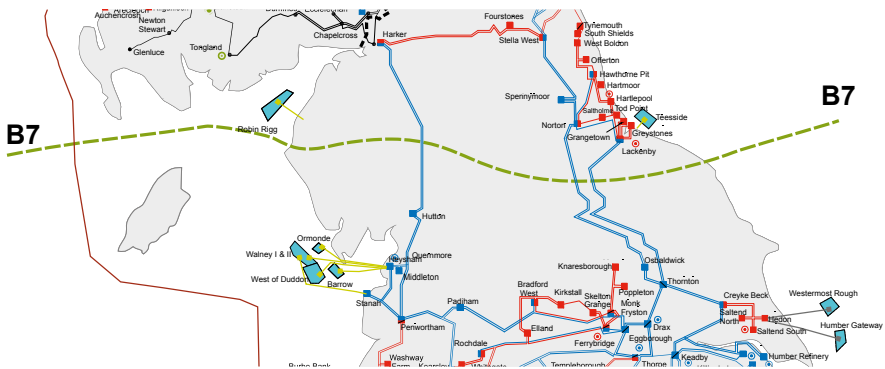 Auchencrosh
Newton
Stewart
Glenluce
Tongland
Chapelcross
Harker
Fourstones
Stella West
Tynemouth
South Shields
West Boldon
Offerton
Hawthorne Pit
Hartmoor
Hartlepool
Spennymoor
Saltholme
Tod Point
Teesside
Norton
Grangetown
Greystones
Lackenby
B7
B7
Robin Rigg
Hutton
Ormonde
Walney I & II
Heysham
Quernmore
Middleton
West of Duddon
Barrow
Stanah
Penwortham
Padiham
Osbaldwick
Thornton
Knaresborough
Bradford
West
Kirkstall
Skelton
Grange
Poppleton
Monk
Fryston
Elland
Rochdale
Ferrybridge
Eggborough
Drax
Creyke Beck
Saltend
North
Hedon
Saltend South
Westermost Rough
Humber Gateway
Keadby
Humber Refinery
Thorpe
Templeborough
Washway
Farm
Kearsley
Whitegate